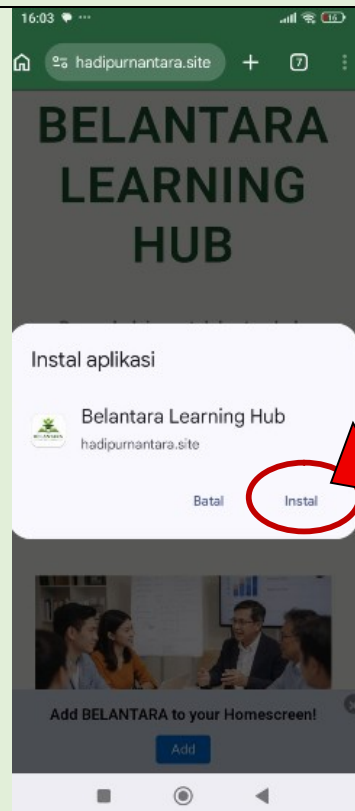 16:03
16
hadipurnantara.site
7
BELANTARA
LEARNING
HUB
Instal aplikasi
Belantara Learning Hub
hadipurnantara.site
Batal
Instal
Add BELANTARA to your Homescreen!
Add